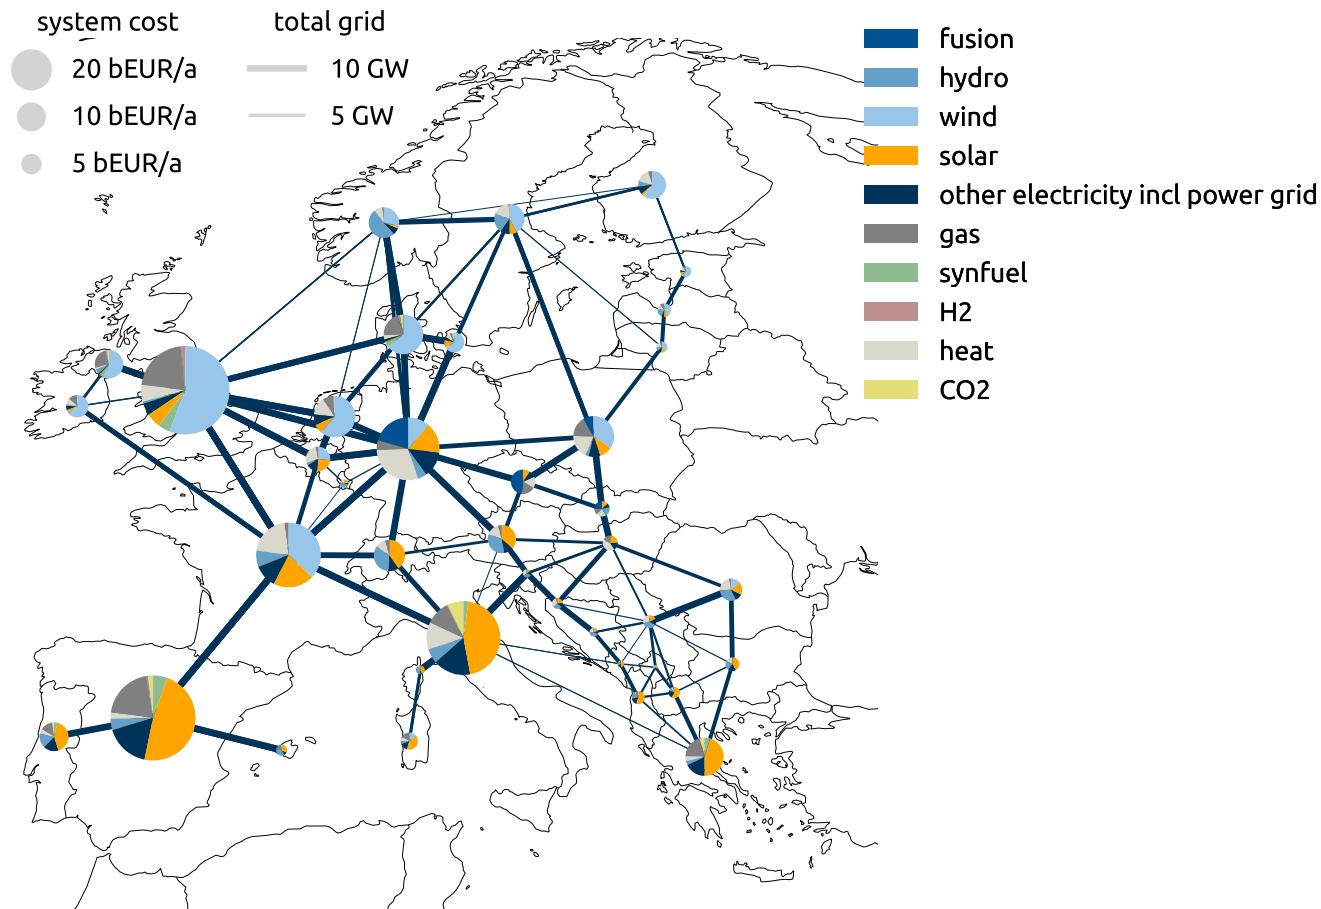 system cost
20 bEUR/a
10 bEUR/a
5 bEUR/a
total grid
10 GW
5 GW
fusion
hydro
wind
solar
other electricity incl power grid
gas
synfuel
H2
heat
CO2